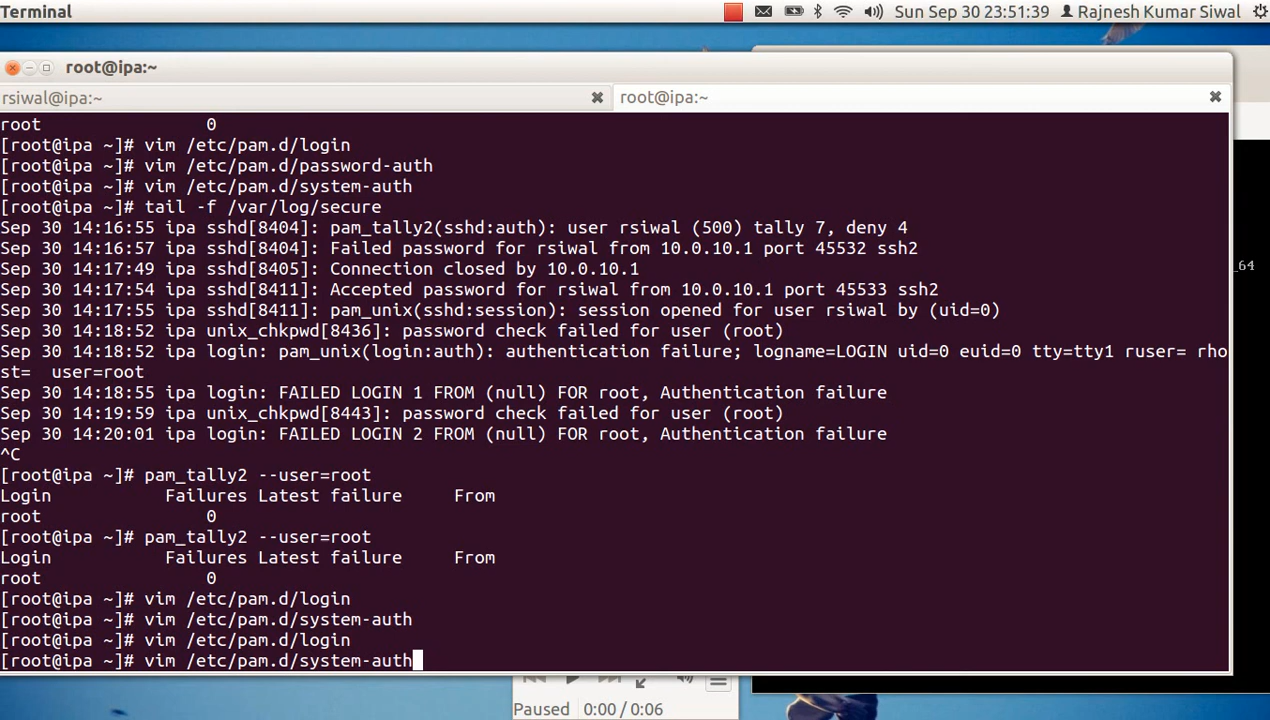 Terminal
Sun Sep 30 23:51:39 Rajnesh Kumar Siwal
root@ipa:~
rsiwal@ipa:~
root@ipa:~
root 0
[root@ipa ~]# vim /etc/pam.d/login
[root@ipa ~]# vim /etc/pam.d/password-auth
[root@ipa ~]# vim /etc/pam.d/system-auth
[root@ipa ~]# tail -f /var/log/secure
Sep 30 14:16:55 ipa sshd[8404]: pam_tally2(sshd:auth): user rsiwal (500) tally 7, deny 4
Sep 30 14:16:57 ipa sshd[8404]: Failed password for rsiwal from 10.0.10.1 port 45532 ssh2
Sep 30 14:17:49 ipa sshd[8405]: Connection closed by 10.0.10.1
Sep 30 14:17:54 ipa sshd[8411]: Accepted password for rsiwal from 10.0.10.1 port 45533 ssh2
Sep 30 14:17:55 ipa sshd[8411]: pam_unix(sshd:session): session opened for user rsiwal by (uid=0)
Sep 30 14:18:52 ipa unix_chkpwd[8436]: password check failed for user (root)
Sep 30 14:18:52 ipa login: pam_unix(login:auth): authentication failure; logname=LOGIN uid=0 euid=0 tty=tty1 ruser= rho
st=  user=root
Sep 30 14:18:55 ipa login: FAILED LOGIN 1 FROM (null) FOR root, Authentication failure
Sep 30 14:19:59 ipa unix_chkpwd[8443]: password check failed for user (root)
Sep 30 14:20:01 ipa login: FAILED LOGIN 2 FROM (null) FOR root, Authentication failure
^C
[root@ipa ~]# pam_tally2 --user=root
Login Failures Latest failure From
root 0
[root@ipa ~]# pam_tally2 --user=root
Login Failures Latest failure From
root 0
[root@ipa ~]# vim /etc/pam.d/login
[root@ipa ~]# vim /etc/pam.d/system-auth
[root@ipa ~]# vim /etc/pam.d/login
[root@ipa ~]# vim /etc/pam.d/system-auth
_64
Paused 0:00 / 0:06